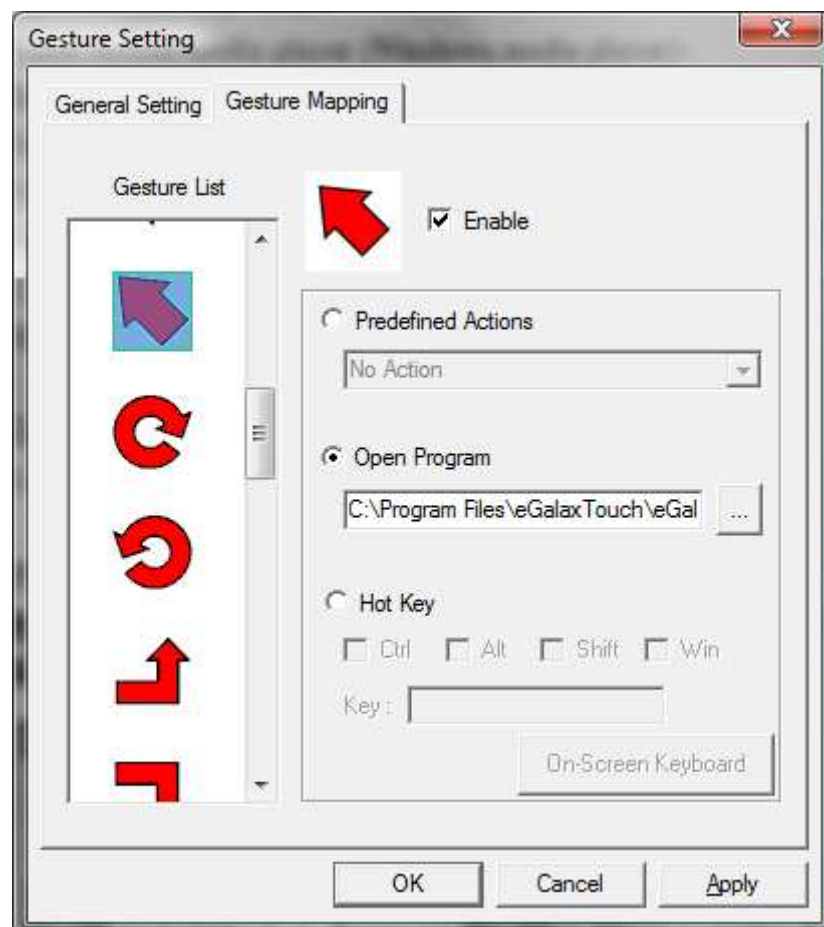 Gesture Setting
General Setting
Gesture Mapping
Gesture List
Enable
Predefined Actions
No Action
Open Program
C:\Program Files\eGalaxTouch\eGal
...
Hot Key
Ctrl Alt Shift Win
Key :
On-Screen Keyboard
OK Cancel Apply